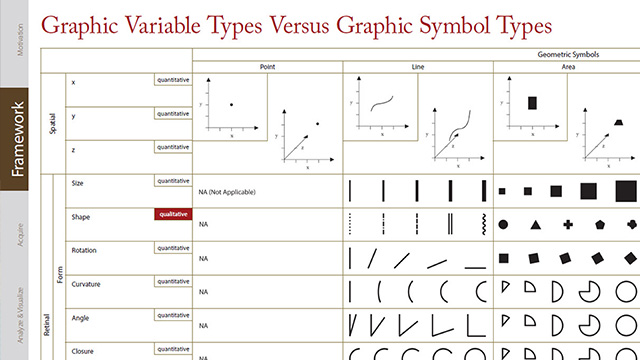 Graphic Variable Types Versus Graphic Symbol Types
Motivation
Framework
Acquire
Analyze & Visualize
Geometric Symbols
Point
Line
Area
Spatial
x
quantitative
y
quantitative
z
quantitative
y
x
y
z
x
y
x
y
z
x
y
x
y
z
x
Retinal
Form
Size
quantitative
NA (Not Applicable)
Shape
qualitative
NA
Rotation
quantitative
NA
Curvature
quantitative
NA
Angle
quantitative
NA
Closure
quantitative
NA